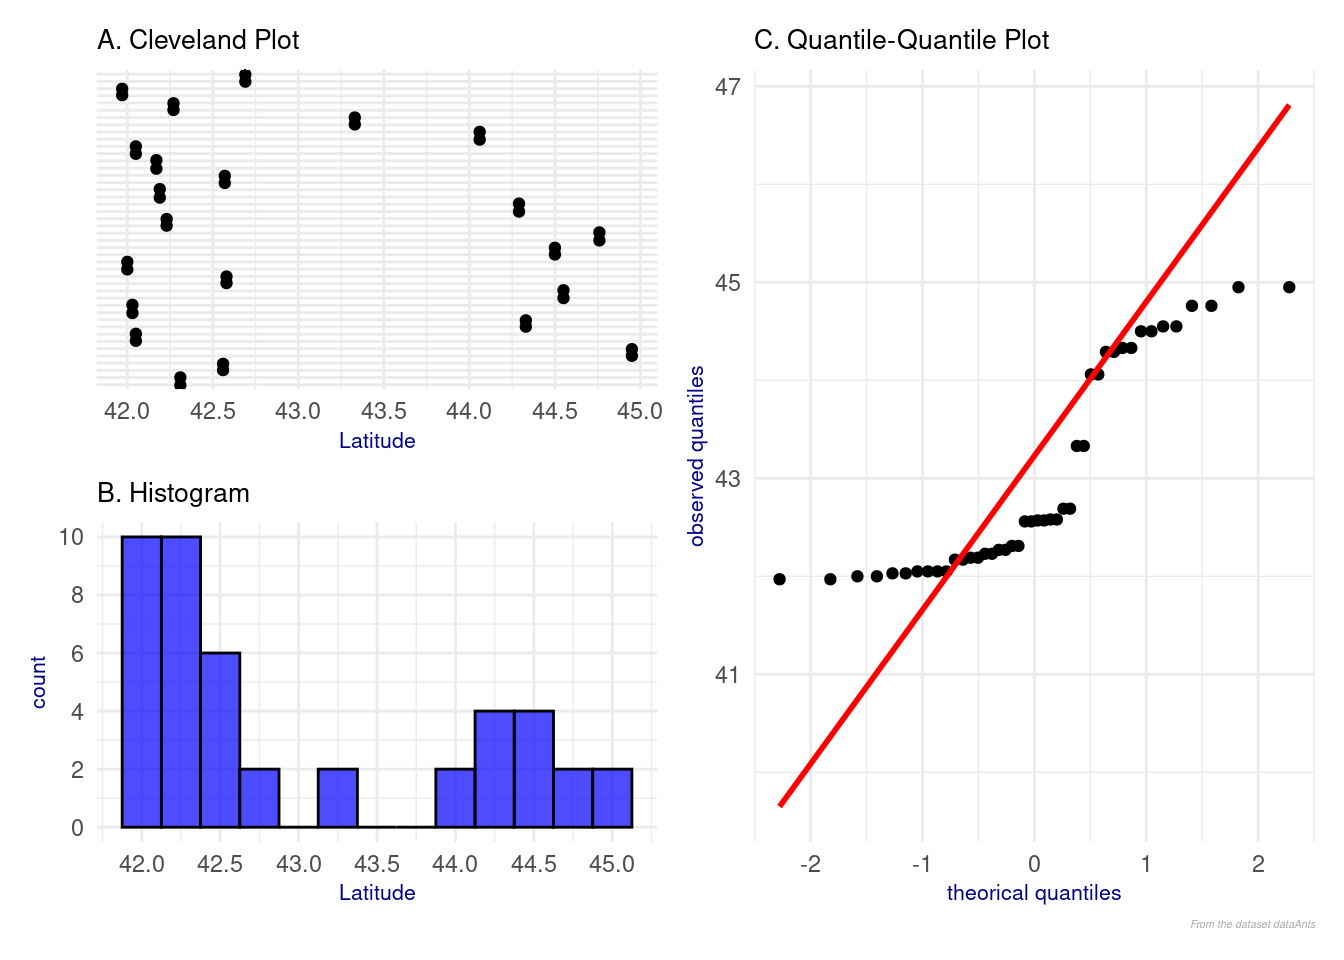 A. Cleveland Plot
42.0 42.5 43.0 43.5 44.0 44.5 45.0
Latitude
B. Histogram
10
8
6
4
2
0
count
42.0 42.5 43.0 43.5 44.0 44.5 45.0
Latitude
C. Quantile-Quantile Plot
47
45
43
41
observed quantiles
-2 -1 0 1 2
theorical quantiles
From the dataset dataAnts